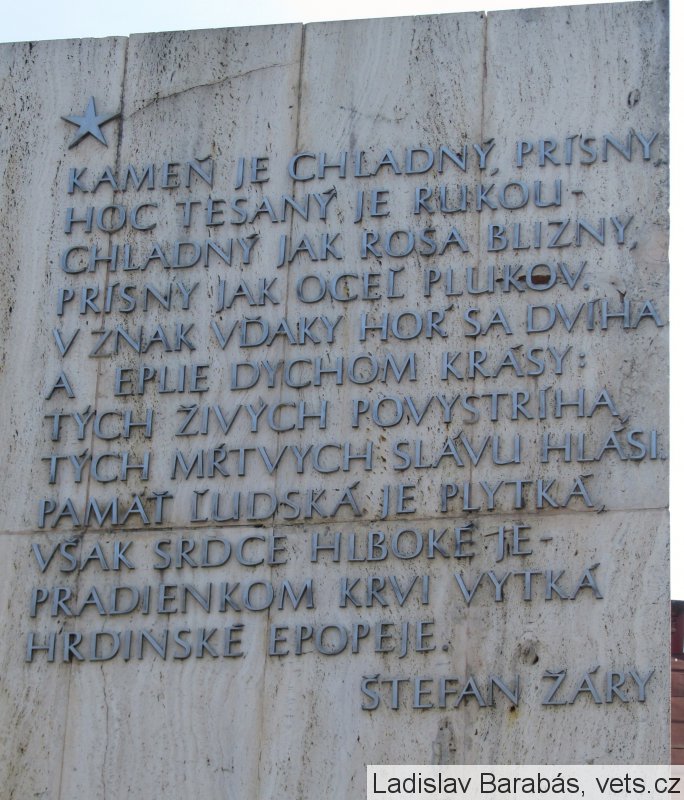 KAMEŇ JE CHLADNÝ, PRÍSNY,
HOC TESANÝ JE RUKOU –
CHLADNÝ JAK ROSA BLIZNY,
PRÍSNY JAK OCEĽ PLUKOV.
V ZNAK VĎAKY HOR SA DVÍHA
A EPLIE DYCHOM KRÁSY:
TÝCH ŽIVÝCH POVYSTRÍHA,
TÝCH MŔTVYCH SLÁVU HLÁSI.
PAMAŤ ĽUDSKÁ JE PLYTKÁ,
VŠAK SRDCE HLBOKÉ JE –
PRADIENKOM KRVI VYTKÁ
HRDINSKÉ EPOPEJE.
ŠTEFAN ŽÁRY
Ladislav Barabás, vets.cz